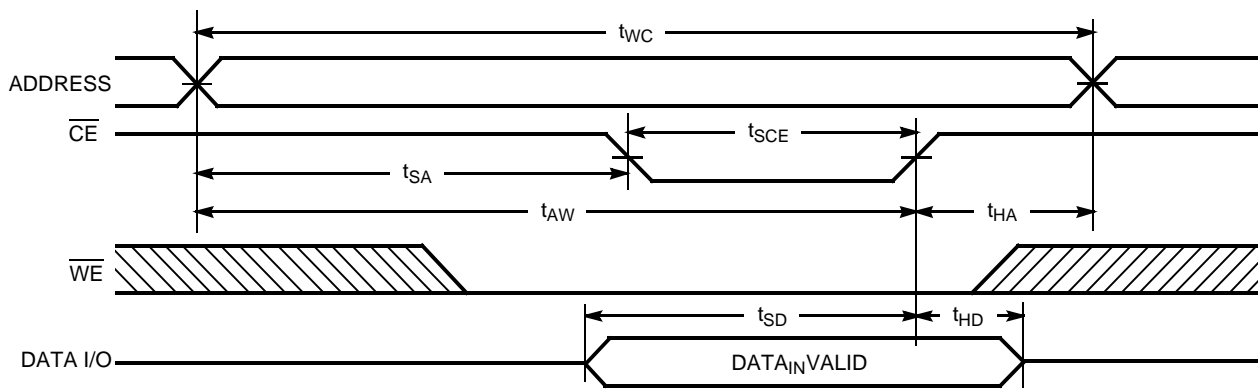 tWC
ADDRESS
CE
tSCE
tSA
tAW
tHA
WE
tSD
tHD
DATA I/O
DATAINVALID